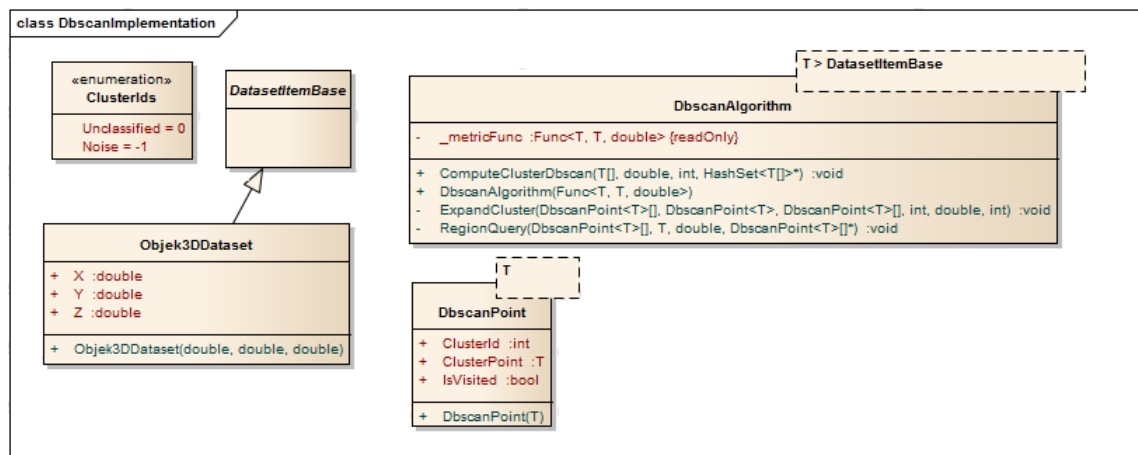 class DbscanImplementation
«enumeration»
ClusterIds
Unclassified = 0
Noise = -1
DatasetItemBase
T > DatasetItemBase
DbscanAlgorithm
- _metricFunc :Func<T, T, double> {readOnly}
+ ComputeClusterDbscan(T[], double, int, HashSet<T[]>*) :void
+ DbscanAlgorithm(Func<T, T, double>)
- ExpandCluster(DbscanPoint<T>[], DbscanPoint<T>, DbscanPoint<T>[], int, double, int) :void
- RegionQuery(DbscanPoint<T>[], T, double, DbscanPoint<T>[]*) :void
Objek3DDataset
+ X :double
+ Y :double
+ Z :double
+ Objek3DDataset(double, double, double)
T
DbscanPoint
+ ClusterId :int
+ ClusterPoint :T
+ IsVisited :bool
+ DbscanPoint(T)